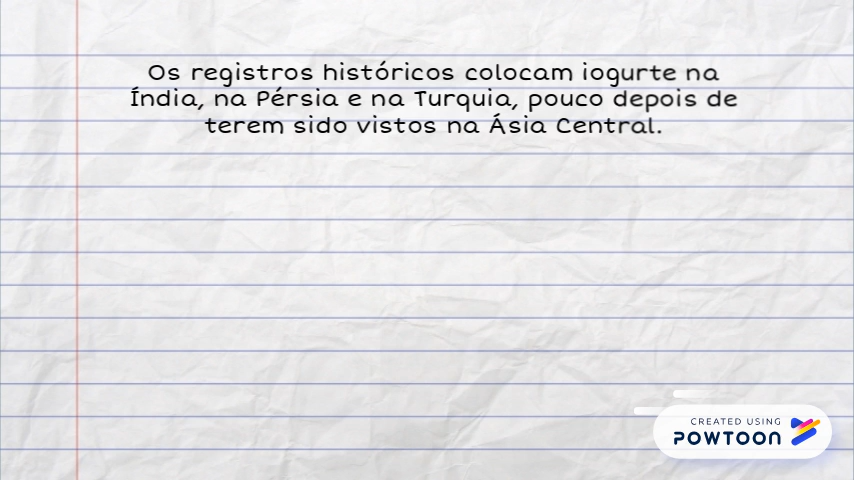 Os registros históricos colocam iogurte na
Índia, na Pérsia e na Turquia, pouco depois de
terem sido vistos na Ásia Central.
CREATED USING
POWTOON